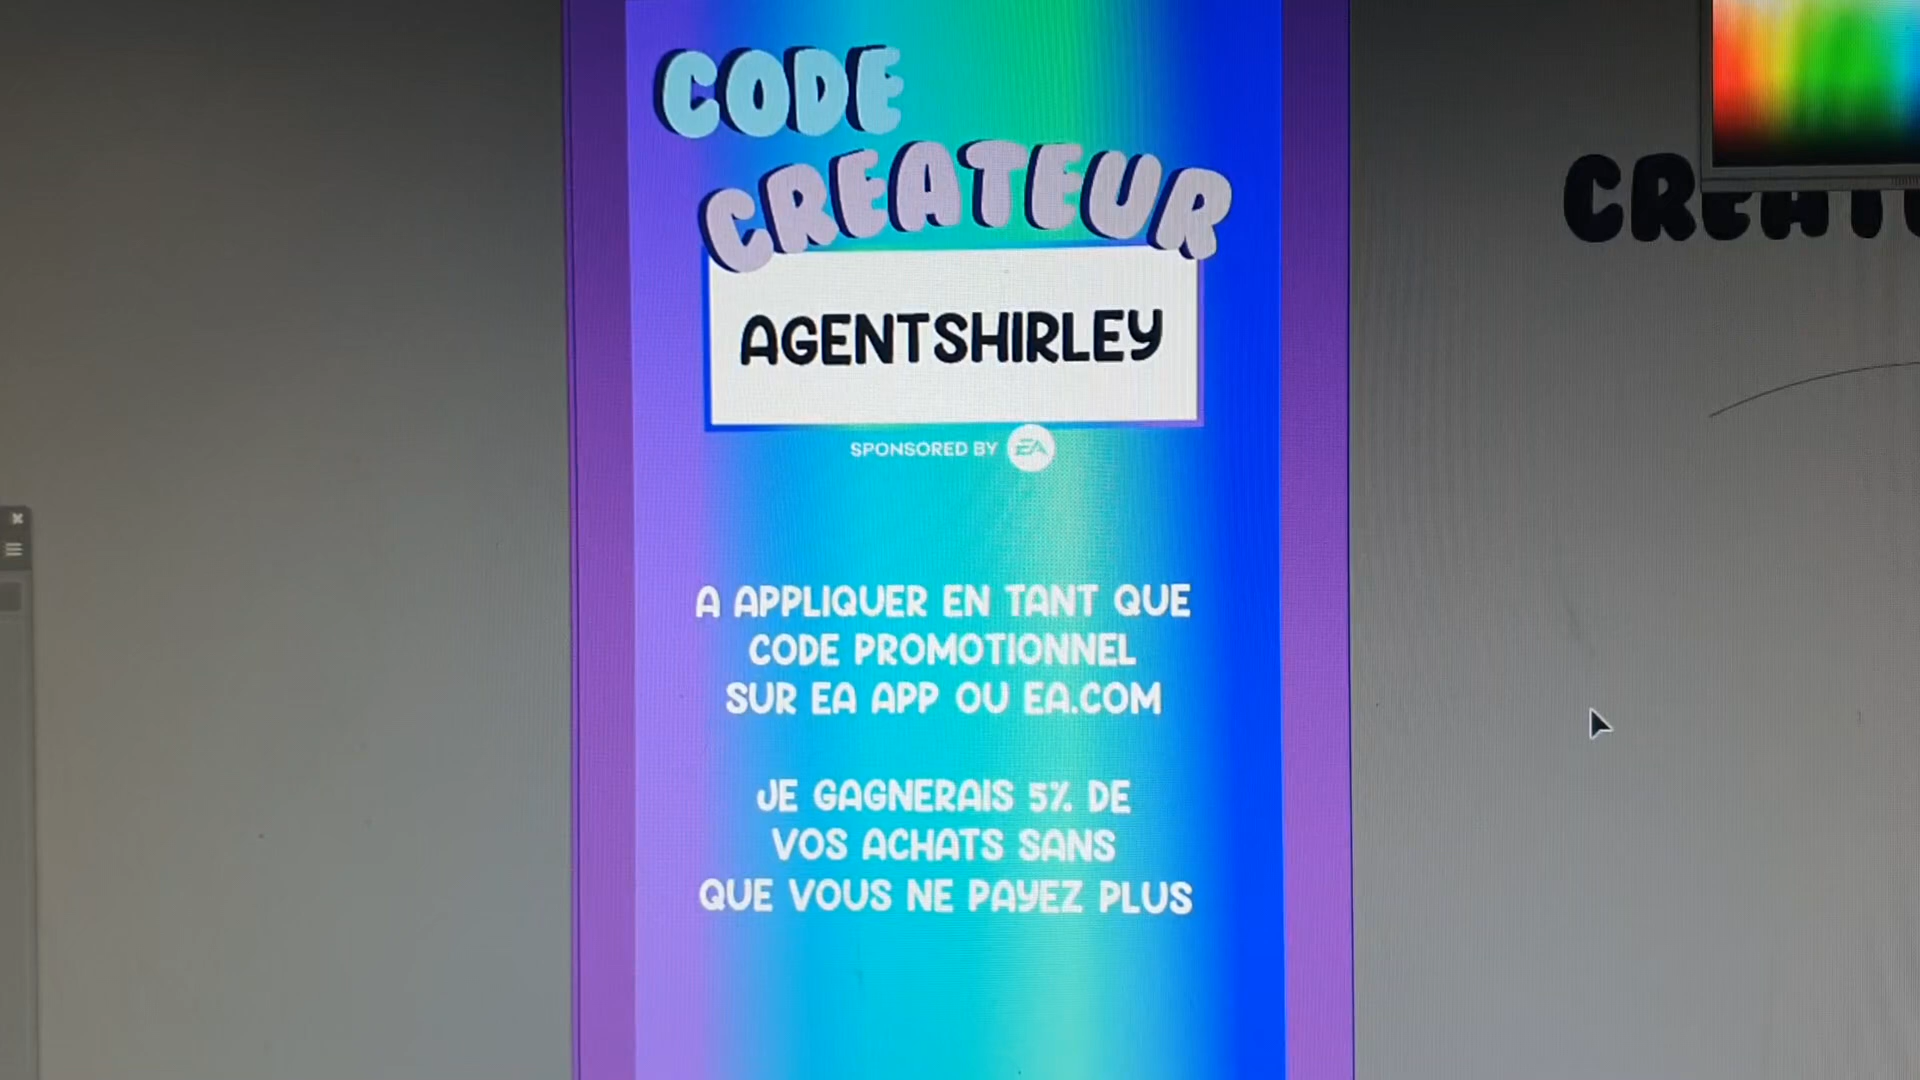 CODE
CREATEUR
AGENTSHIRLEY
SPONSORED BY EA
A APPLIQUER EN TANT QUE
CODE PROMOTIONNEL
SUR EA APP OU EA.COM
JE GAGNERAIS 5% DE
VOS ACHATS SANS
QUE VOUS NE PAYEZ PLUS